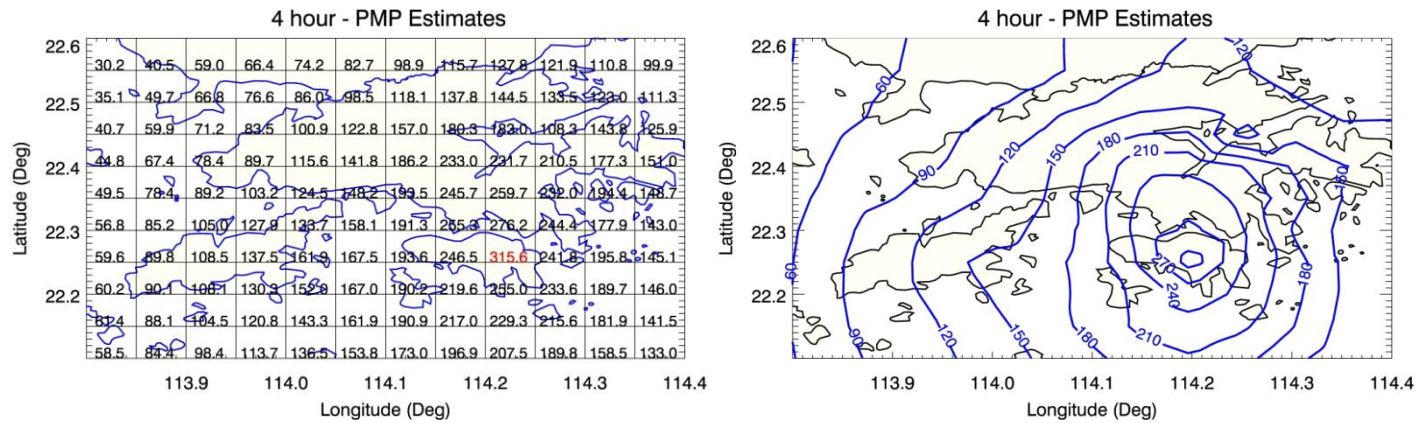 4 hour - PMP Estimates
22.6
30.2 40.5 59.0 66.4 74.2 82.7 98.9 115.7 127.8 121.9 110.8 99.9
22.5
35.1 49.7 66.8 76.6 86.0 98.5 118.1 137.8 144.5 133.5 123.0 111.3
40.7 59.9 71.2 83.5 100.9 122.8 157.0 180.3 183.0 108.3 143.8 125.9
22.4
44.8 67.4 78.4 89.7 115.6 141.8 186.2 233.0 231.7 210.5 177.3 151.0
49.5 78.4 89.2 103.2 124.5 148.2 193.5 245.7 259.7 232.0 194.4 148.7
22.3
56.8 85.2 105.0 127.9 133.7 158.1 191.3 255.3 276.2 244.4 177.9 143.0
59.6 89.8 108.5 137.5 161.9 167.5 193.6 246.5 315.6 241.8 195.8 145.1
22.2
60.2 90.1 108.1 130.3 152.9 167.0 190.2 219.6 255.0 233.6 189.7 146.0
61.4 88.1 104.5 120.8 143.3 161.9 190.9 217.0 229.3 215.6 181.9 141.5
58.5 84.4 98.4 113.7 136.5 153.8 173.0 196.9 207.5 189.8 158.5 133.0
113.9 114.0 114.1 114.2 114.3 114.4
Longitude (Deg)
Latitude (Deg)
4 hour - PMP Estimates
22.6
22.5
22.4
22.3
22.2
120
60
90
120
150
180
210
150
60
270
240
180
90
120
150
180
210
113.9 114.0 114.1 114.2 114.3 114.4
Longitude (Deg)
Latitude (Deg)